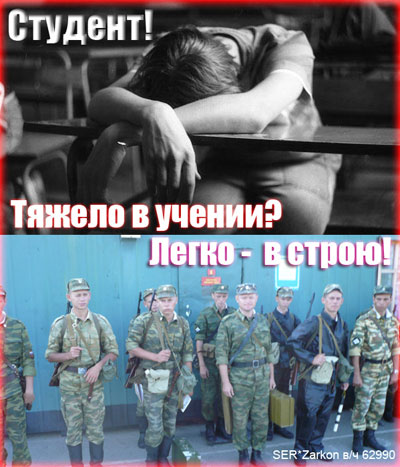 Студент!
Тяжело в учении?
Легко - в строю!
SER*Zarkon в/ч 62990